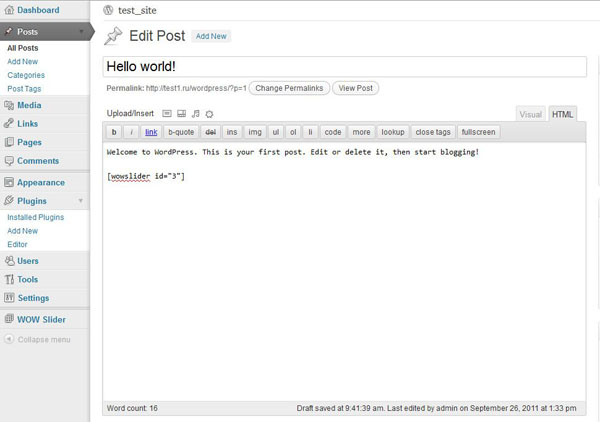 Dashboard
Posts
All Posts
Add New
Categories
Post Tags
Media
Links
Pages
Comments
Appearance
Plugins
Installed Plugins
Add New
Editor
Users
Tools
Settings
WOW Slider
Collapse menu
test_site
Edit Post Add New
Hello world!
Permalink: http://test1.ru/wordpress/?p=1 Change Permalinks View Post
Upload/Insert Visual HTML
b i link b-quote del ins img ul ol li code more lookup close tags fullscreen
Welcome to WordPress. This is your first post. Edit or delete it, then start blogging!
[wowslider id="3"]
Word count: 16 Draft saved at 9:41:39 am. Last edited by admin on September 26, 2011 at 1:33 pm